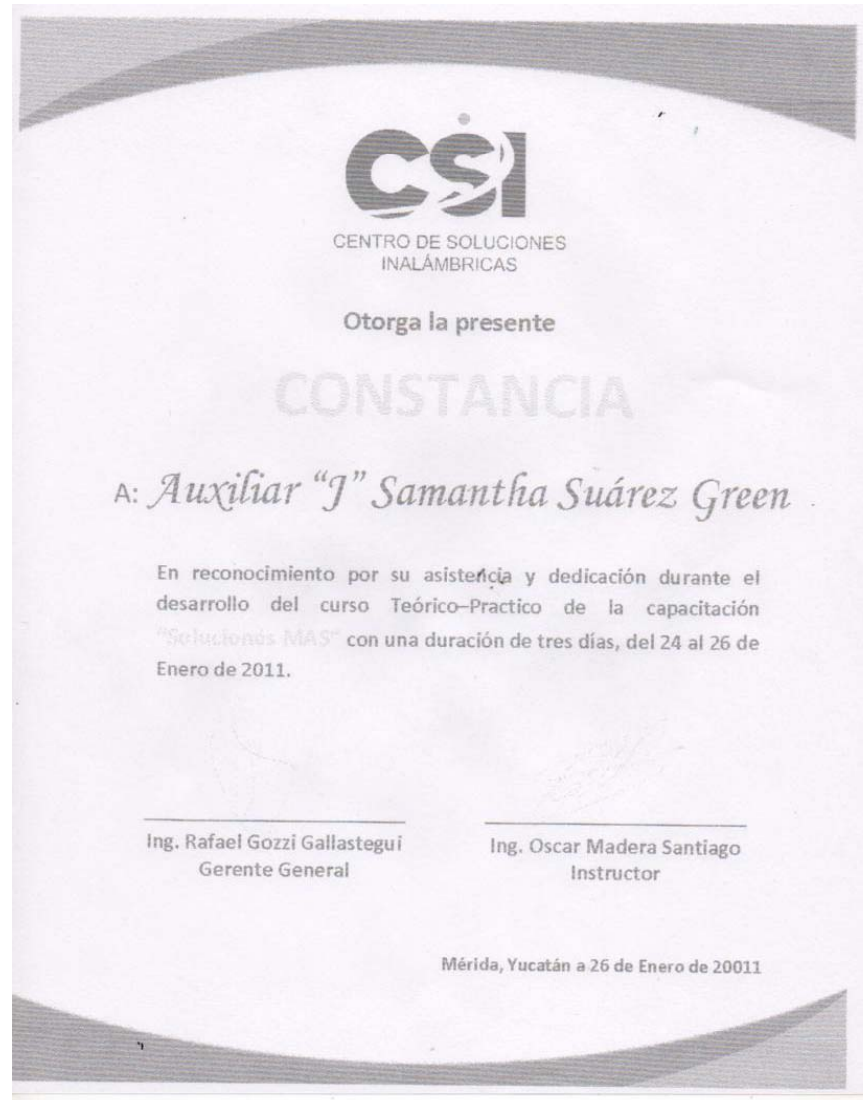 CSI
CENTRO DE SOLUCIONES
INALÁMBRICAS
Otorga la presente
CONSTANCIA
A: Auxiliar “J” Samantha Suárez Green
En reconocimiento por su asistencia y dedicación durante el
desarrollo del curso Teórico–Practico de la capacitación
“Soluciones MAS” con una duración de tres días, del 24 al 26 de
Enero de 2011.
Ing. Rafael Gozzi Gallastegui
Gerente General
Ing. Oscar Madera Santiago
Instructor
Mérida, Yucatán a 26 de Enero de 20011